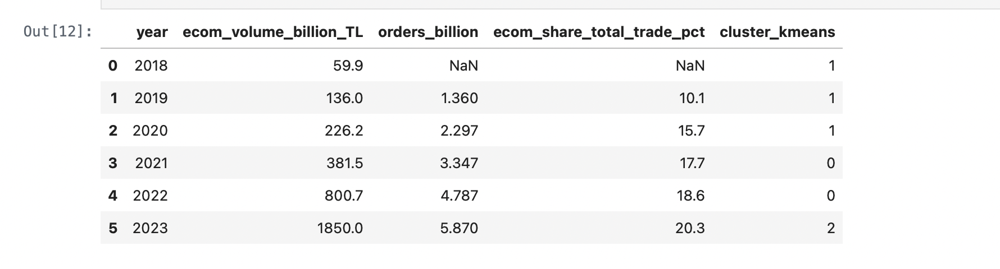 Out[12]:
year ecom_volume_billion_TL orders_billion ecom_share_total_trade_pct cluster_kmeans
0 2018 59.9 NaN NaN 1
1 2019 136.0 1.360 10.1 1
2 2020 226.2 2.297 15.7 1
3 2021 381.5 3.347 17.7 0
4 2022 800.7 4.787 18.6 0
5 2023 1850.0 5.870 20.3 2